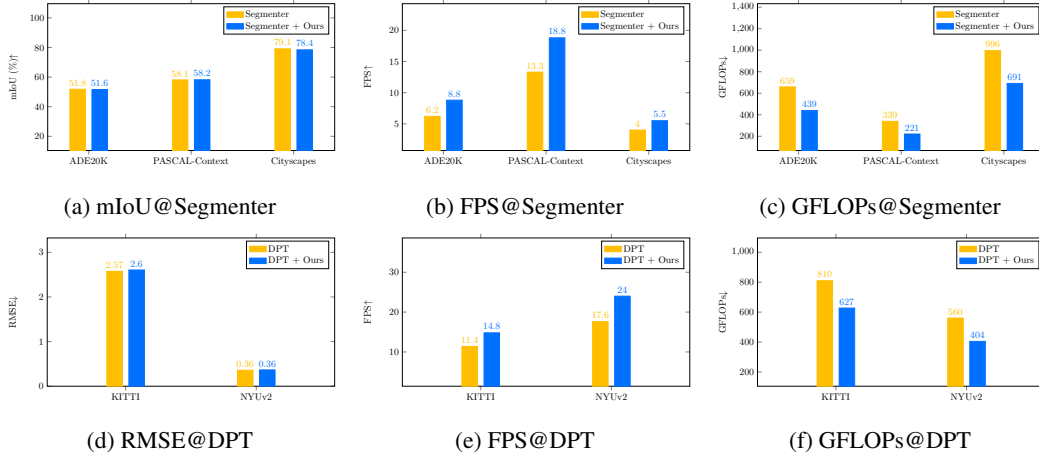 Segmenter
Segmenter + Ours
mIoU (%)↑
100
80
60
40
20
51.8
51.6
58.1
58.2
79.1
78.4
ADE20K
PASCAL-Context
Cityscapes
(a) mIoU@Segmenter
Segmenter
Segmenter + Ours
FPS↑
20
15
10
5
6.2
8.8
13.3
18.8
4
5.5
ADE20K
PASCAL-Context
Cityscapes
(b) FPS@Segmenter
Segmenter
Segmenter + Ours
GFLOPs↓
1,400
1,200
1,000
800
600
400
200
659
439
339
221
996
691
ADE20K
PASCAL-Context
Cityscapes
(c) GFLOPs@Segmenter
DPT
DPT + Ours
RMSE↓
3
2
1
0
2.57
2.6
0.36
0.36
KITTI
NYUv2
(d) RMSE@DPT
DPT
DPT + Ours
FPS↑
30
20
10
11.4
14.8
17.6
24
KITTI
NYUv2
(e) FPS@DPT
DPT
DPT + Ours
GFLOPs↓
1,000
800
600
400
200
810
627
560
404
KITTI
NYUv2
(f) GFLOPs@DPT